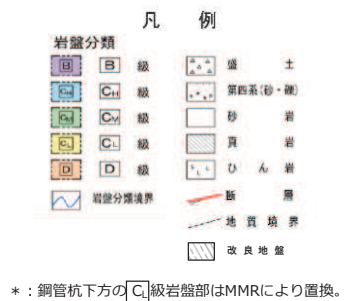 凡 例
岩盤分類
B B 級
CH CH 級
CM CM 級
CL CL 級
D D 級
岩盤分類境界
盛 土
第四系(砂・礫)
砂 岩
頁 岩
ひ ん 岩
断 層
地 質 境 界
改 良 地 盤
*:鋼管杭下方のCL級岩盤部はMMRにより置換。